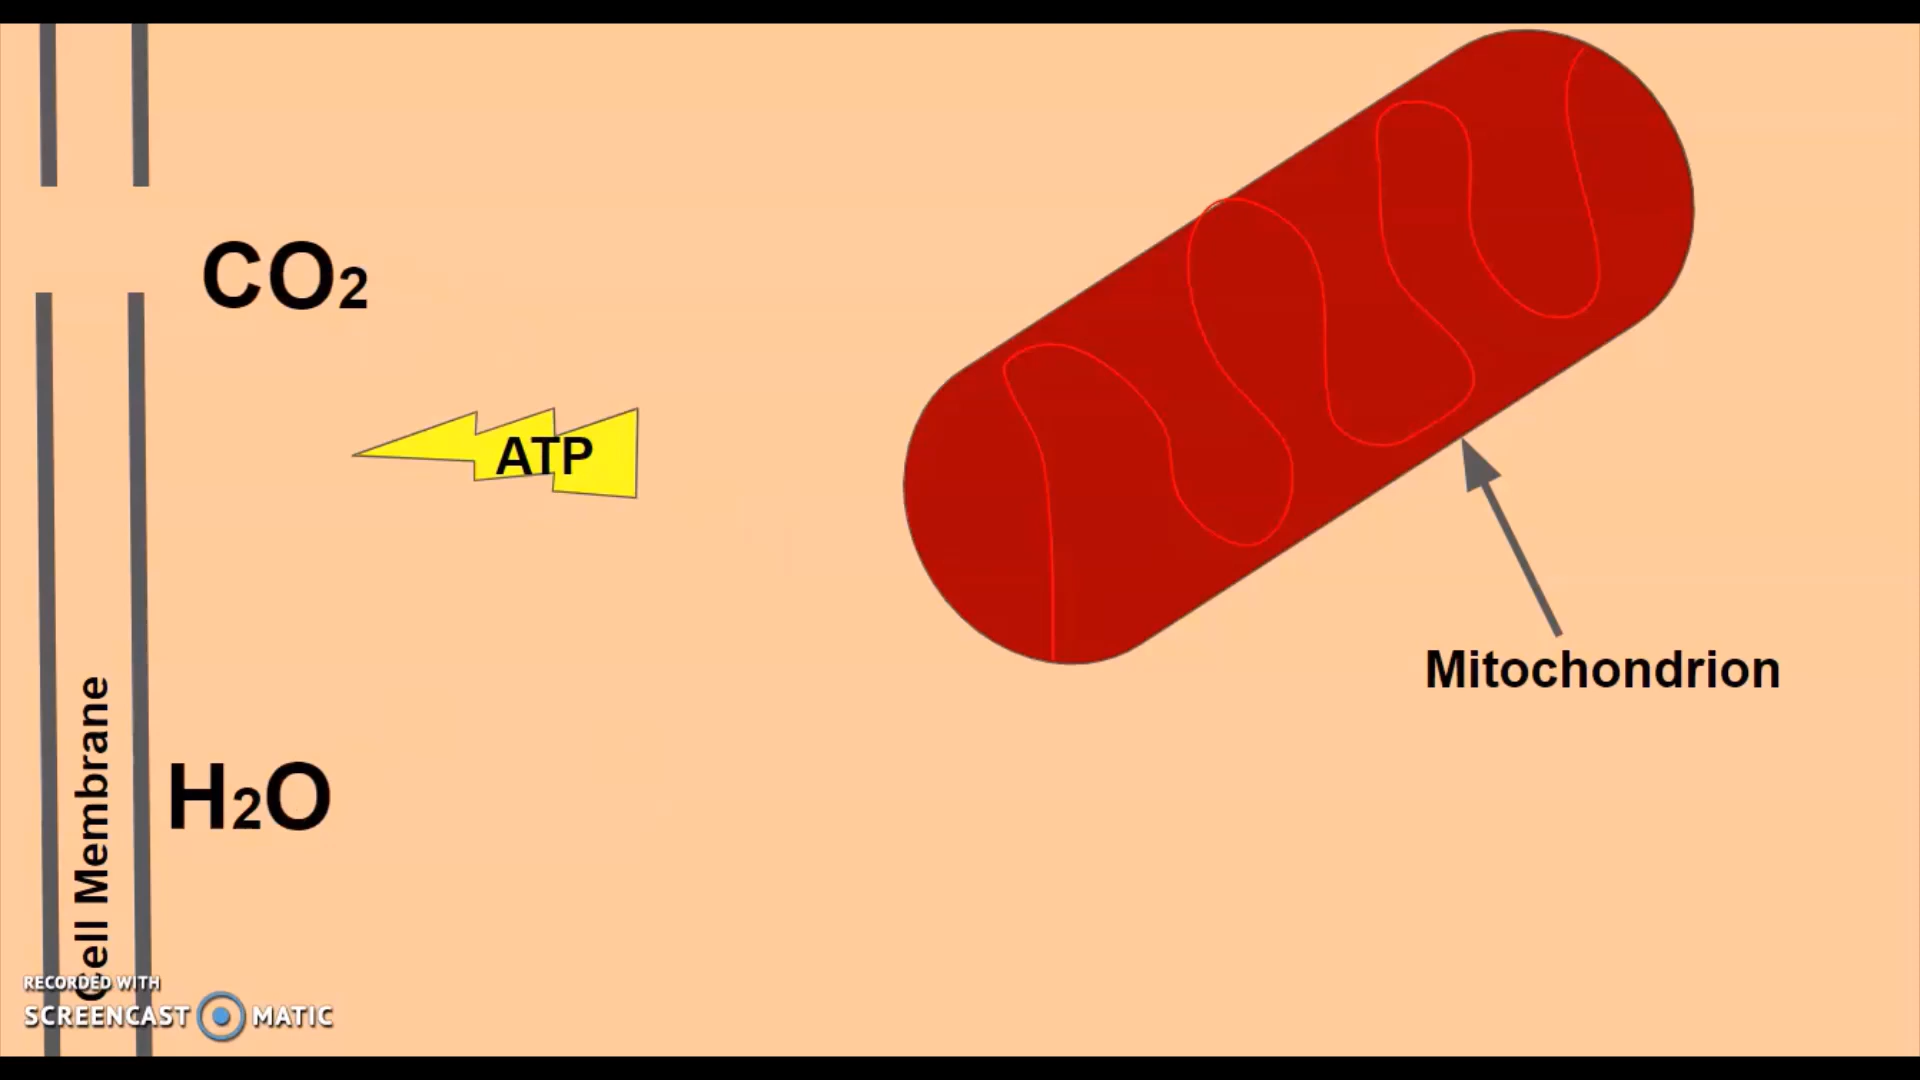 CO₂
ATP
Mitochondrion
Cell Membrane
H₂O
RECORDED WITH
SCREENCAST MATIC